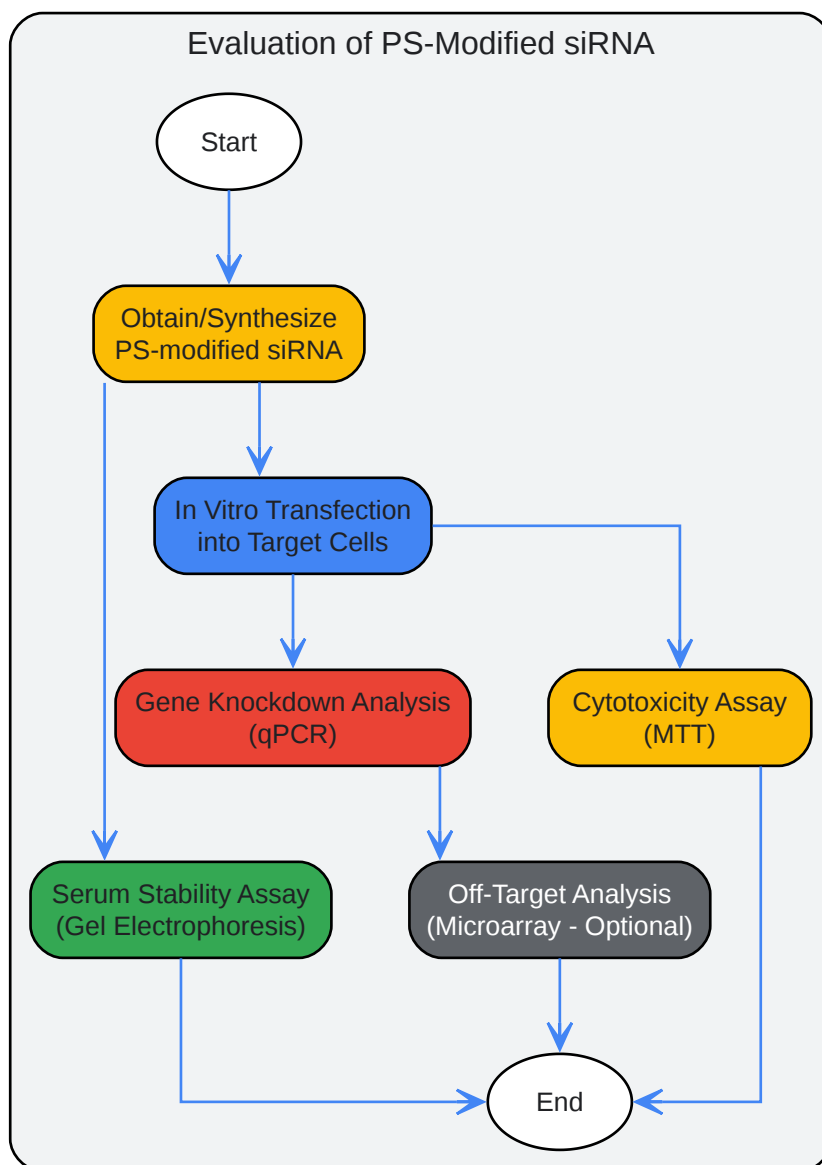 Evaluation of PS-Modified siRNA
Start
Obtain/Synthesize
PS-modified siRNA
In Vitro Transfection
into Target Cells
Gene Knockdown Analysis
(qPCR)
Cytotoxicity Assay
(MTT)
Serum Stability Assay
(Gel Electrophoresis)
Off-Target Analysis
(Microarray - Optional)
End